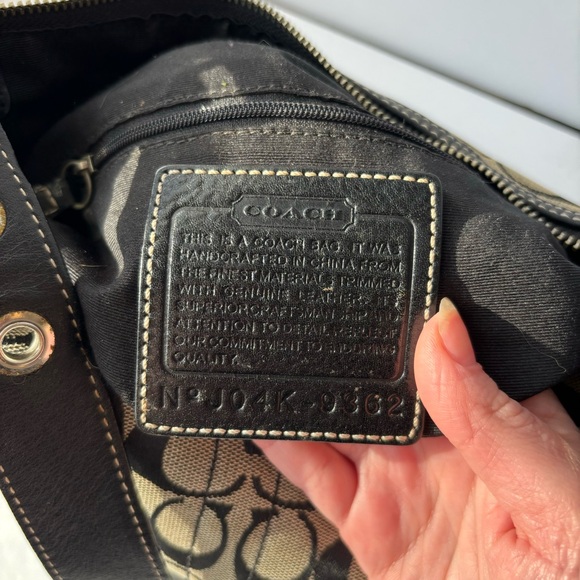 COACH
THIS IS A COACH BAG. IT WAS
HANDCRAFTED IN CHINA FROM
THE FINEST MATERIALS TRIMMED
WITH GENUINE LEATHER. ITS
SUPERIOR CRAFTSMANSHIP AND
ATTENTION TO DETAIL REFLECT
OUR COMMITMENT TO ENDURING
QUALITY.
Nº J04K-9362